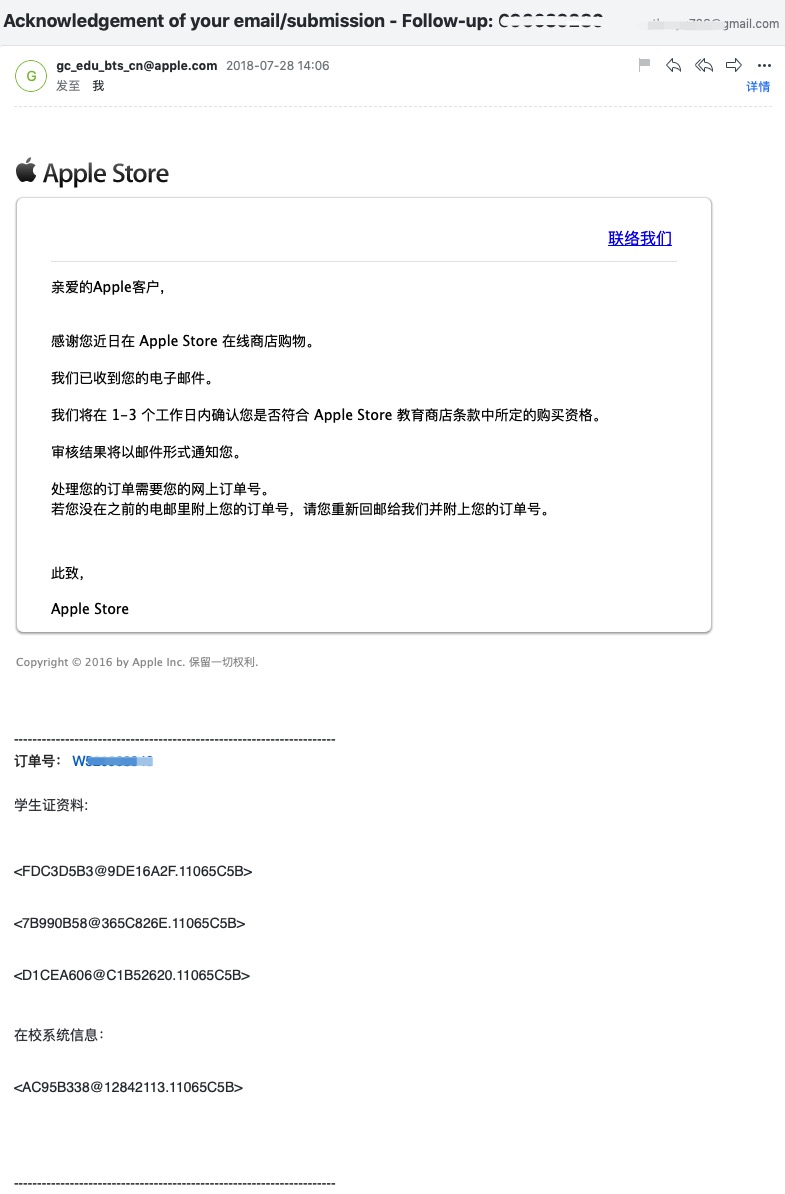 Acknowledgement of your email/submission - Follow-up:
gmail.com
G
gc_edu_bts_cn@apple.com 2018-07-28 14:06
发至 我
详情
Apple Store
联络我们
亲爱的Apple客户，
感谢您近日在 Apple Store 在线商店购物。
我们已收到您的电子邮件。
我们将在 1-3 个工作日内确认您是否符合 Apple Store 教育商店条款中所定的购买资格。
审核结果将以邮件形式通知您。
处理您的订单需要您的网上订单号。
若您没在之前的电邮里附上您的订单号，请您重新回邮给我们并附上您的订单号。
此致，
Apple Store
Copyright © 2016 by Apple Inc. 保留一切权利.
----------------------------------------------------------------------
订单号：
学生证资料:
<FDC3D5B3@9DE16A2F.11065C5B>
<7B990B58@365C826E.11065C5B>
<D1CEA606@C1B52620.11065C5B>
在校系统信息：
<AC95B338@12842113.11065C5B>
----------------------------------------------------------------------